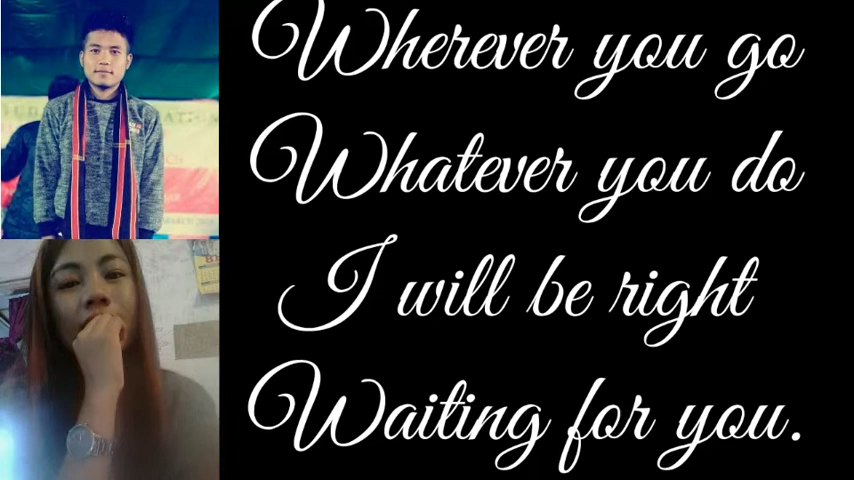 Wherever you go
Whatever you do
I will be right
Waiting for you.